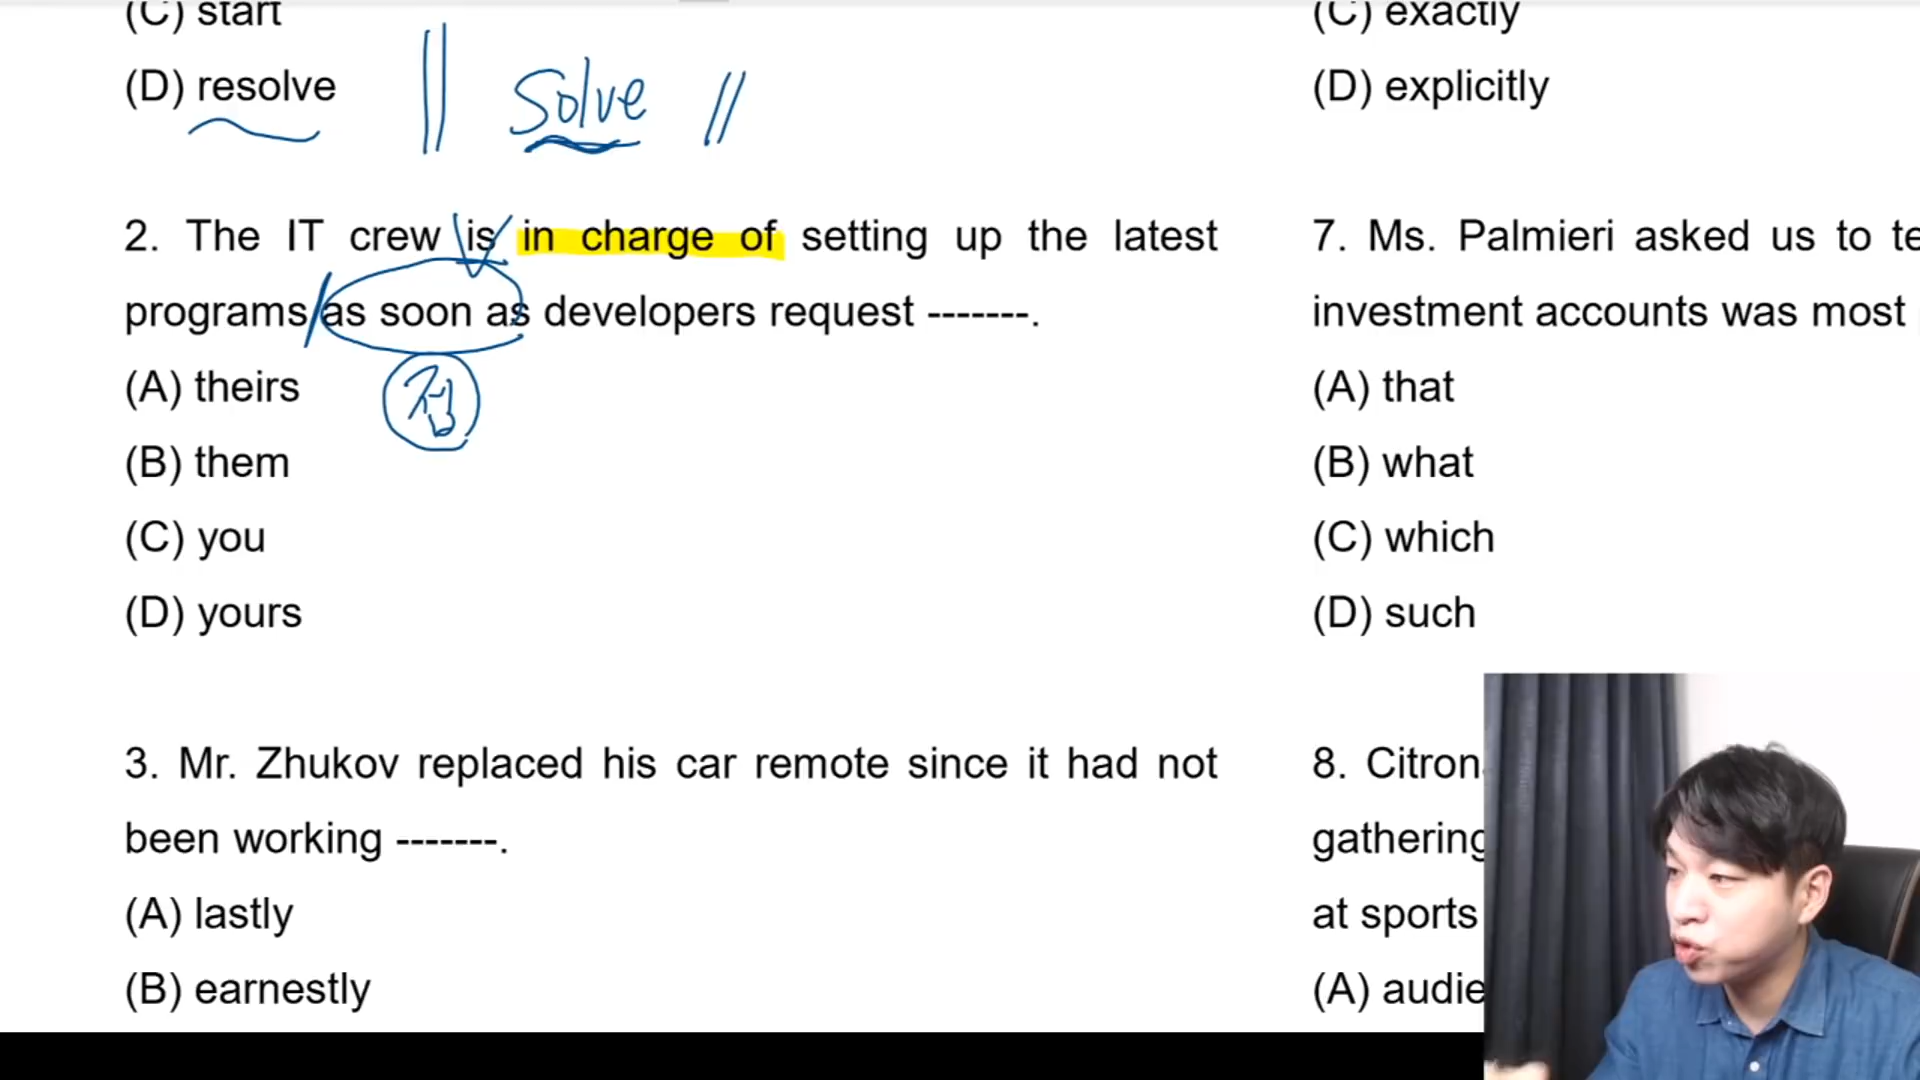 (C) start
(D) resolve
solve
2. The IT crew is in charge of setting up the latest
programs as soon as developers request -------.
접
(A) theirs
(B) them
(C) you
(D) yours
3. Mr. Zhukov replaced his car remote since it had not
been working -------.
(A) lastly
(B) earnestly
(C) exactly
(D) explicitly
7. Ms. Palmieri asked us to te
investment accounts was most
(A) that
(B) what
(C) which
(D) such
8. Citron
gathering
at sports
(A) audie